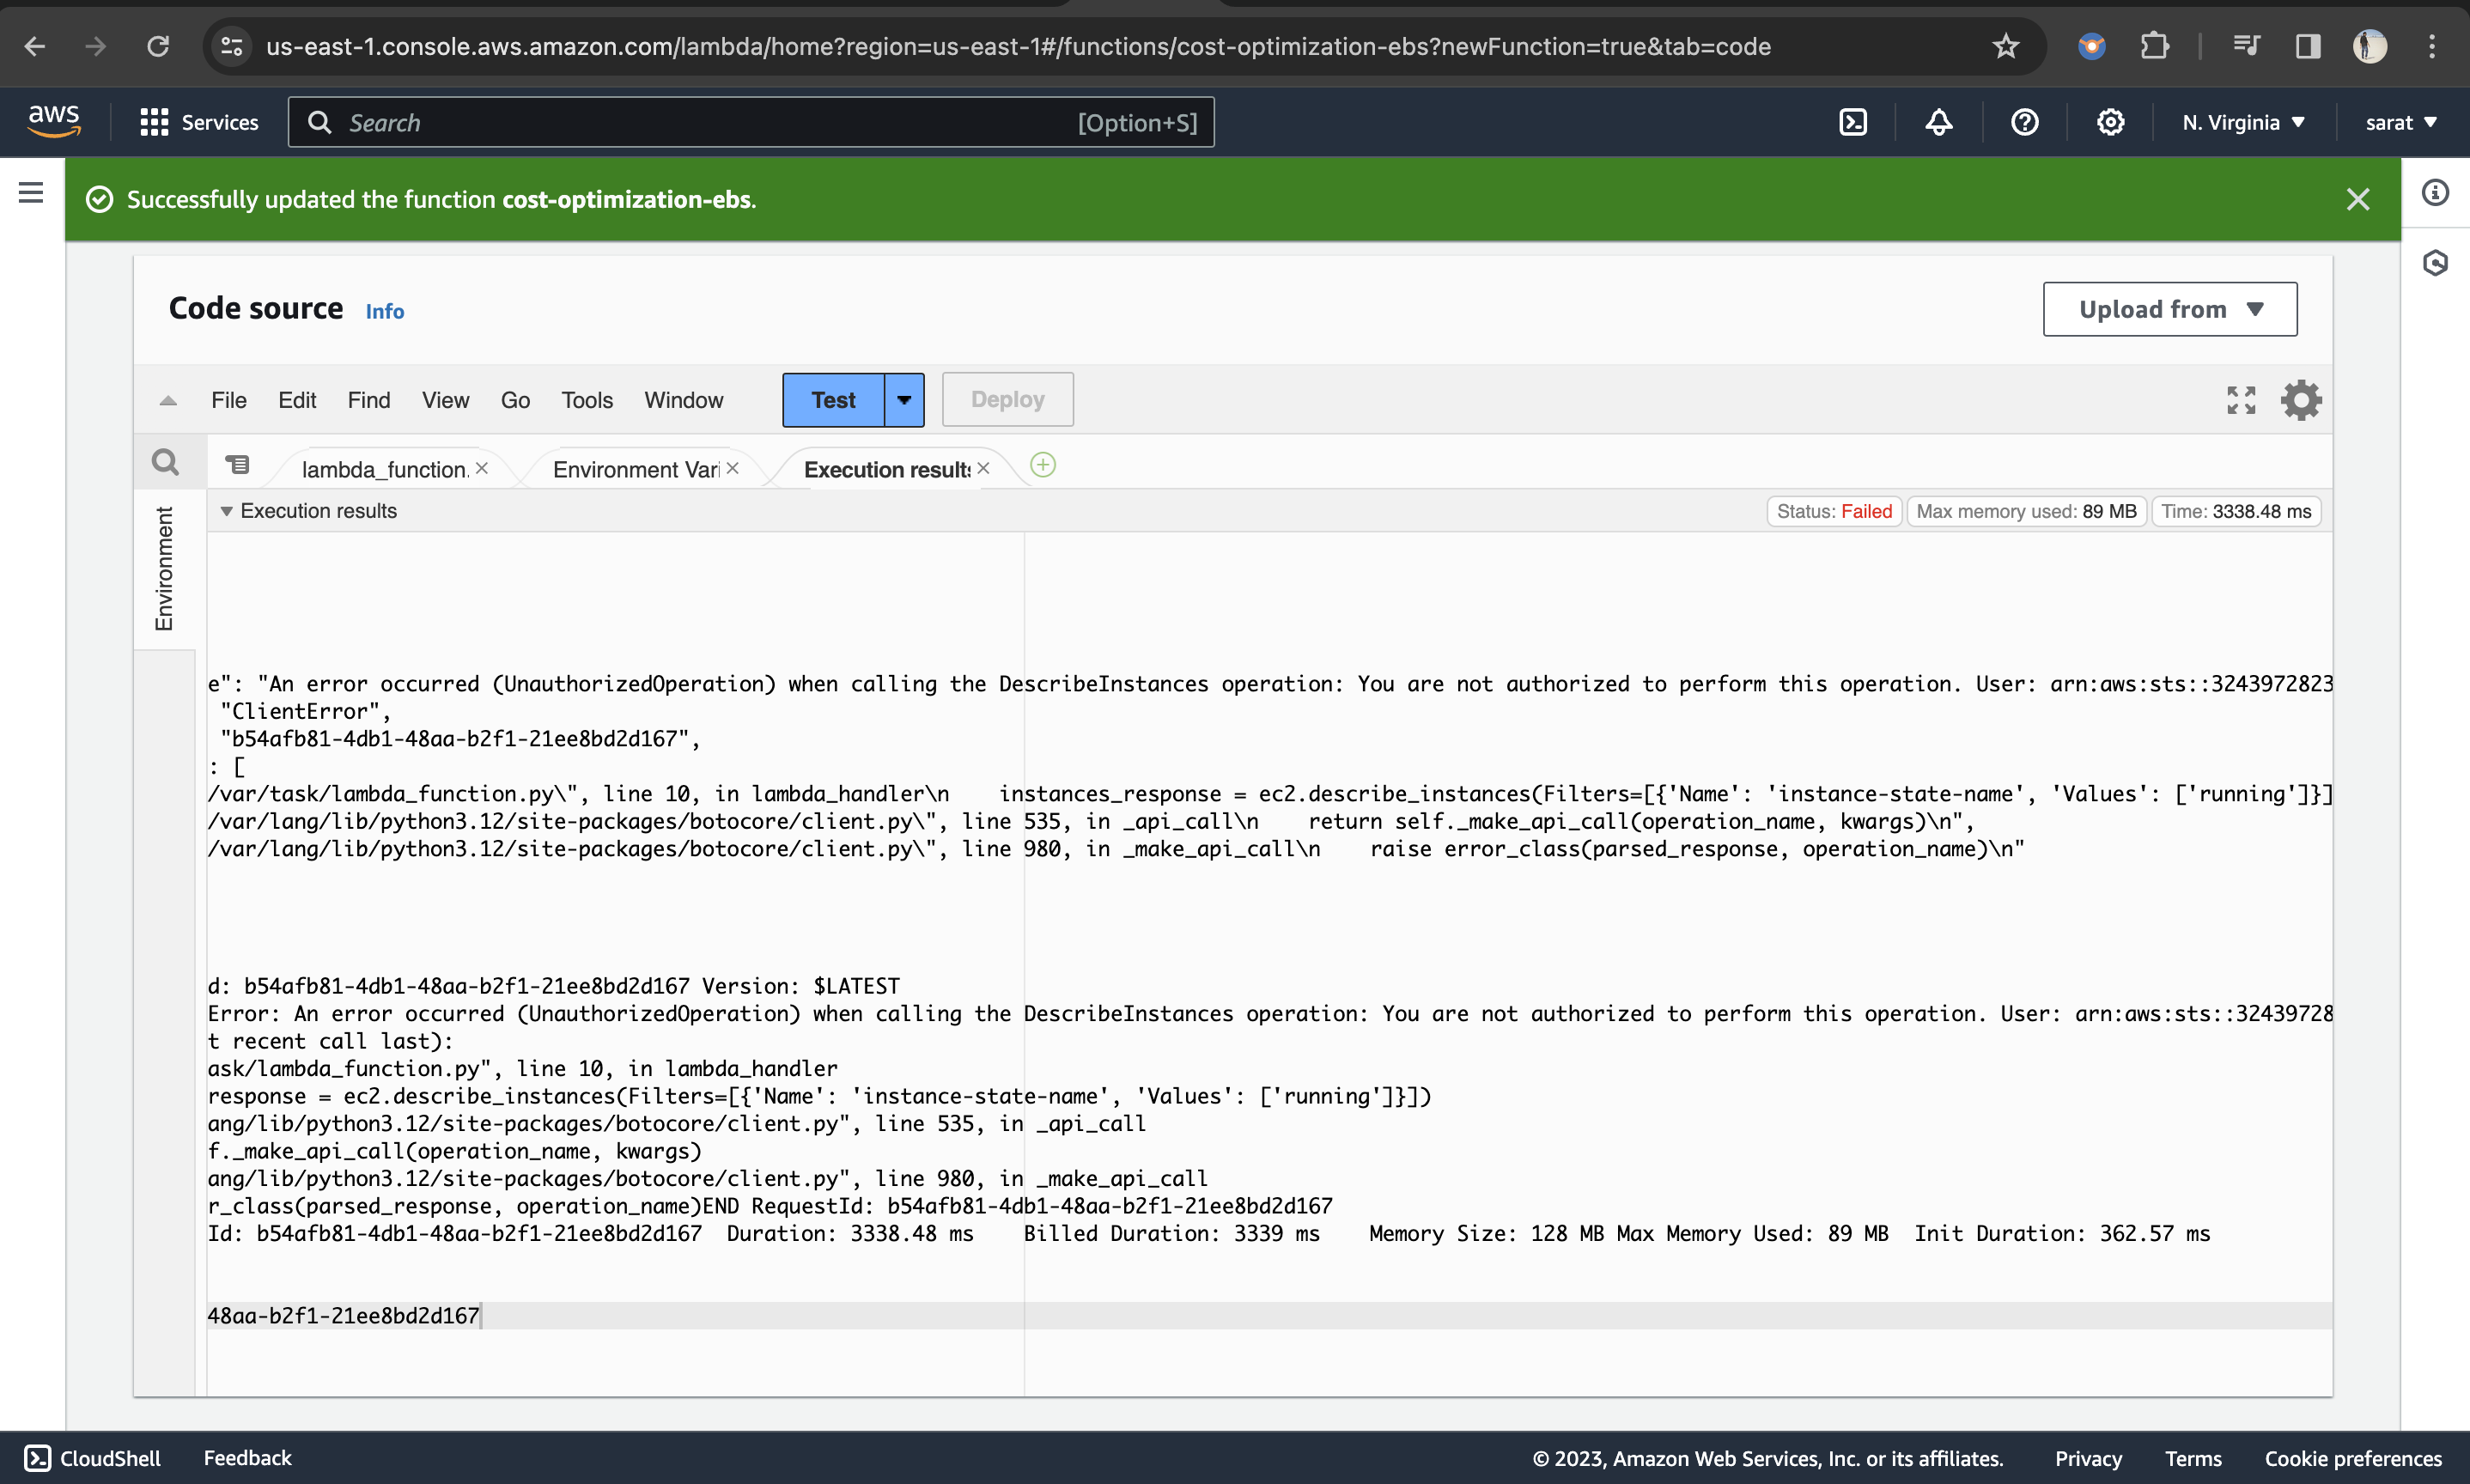 us-east-1.console.aws.amazon.com/lambda/home?region=us-east-1#/functions/cost-optimization-ebs?newFunction=true&tab=code
aws
Services
Search
[Option+S]
N. Virginia
sarat
Successfully updated the function cost-optimization-ebs.
Code source Info
Upload from
File Edit Find View Go Tools Window Test Deploy
lambda_function. Environment Vari Execution results
Environment
Execution results
Status: Failed Max memory used: 89 MB Time: 3338.48 ms
e": "An error occurred (UnauthorizedOperation) when calling the DescribeInstances operation: You are not authorized to perform this operation. User: arn:aws:sts::3243972823
"ClientError",
"b54afb81-4db1-48aa-b2f1-21ee8bd2d167",
: [
/var/task/lambda_function.py\", line 10, in lambda_handler\n    instances_response = ec2.describe_instances(Filters=[{'Name': 'instance-state-name', 'Values': ['running']}]
/var/lang/lib/python3.12/site-packages/botocore/client.py\", line 535, in _api_call\n    return self._make_api_call(operation_name, kwargs)\n",
/var/lang/lib/python3.12/site-packages/botocore/client.py\", line 980, in _make_api_call\n    raise error_class(parsed_response, operation_name)\n"
d: b54afb81-4db1-48aa-b2f1-21ee8bd2d167 Version: $LATEST
Error: An error occurred (UnauthorizedOperation) when calling the DescribeInstances operation: You are not authorized to perform this operation. User: arn:aws:sts::32439728
t recent call last):
ask/lambda_function.py", line 10, in lambda_handler
response = ec2.describe_instances(Filters=[{'Name': 'instance-state-name', 'Values': ['running']}])
ang/lib/python3.12/site-packages/botocore/client.py", line 535, in _api_call
f._make_api_call(operation_name, kwargs)
ang/lib/python3.12/site-packages/botocore/client.py", line 980, in _make_api_call
r_class(parsed_response, operation_name)END RequestId: b54afb81-4db1-48aa-b2f1-21ee8bd2d167
Id: b54afb81-4db1-48aa-b2f1-21ee8bd2d167  Duration: 3338.48 ms    Billed Duration: 3339 ms    Memory Size: 128 MB Max Memory Used: 89 MB  Init Duration: 362.57 ms
48aa-b2f1-21ee8bd2d167
CloudShell Feedback © 2023, Amazon Web Services, Inc. or its affiliates. Privacy Terms Cookie preferences